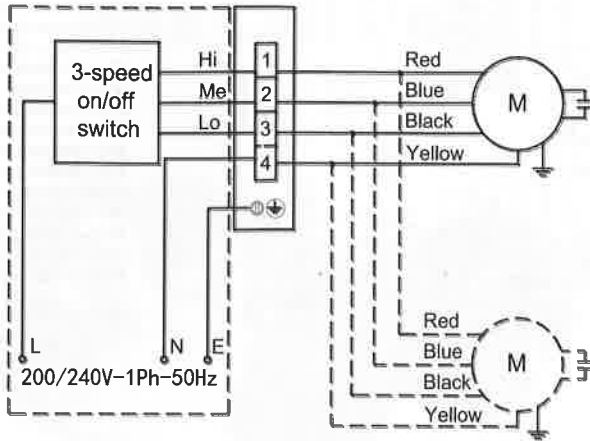 3-speed
on/off
switch
Hi
Me
Lo
1
2
3
4
Red
Blue
Black
Yellow
M
L
N
E
200/240V-1Ph-50Hz
Red
Blue
Black
Yellow
M